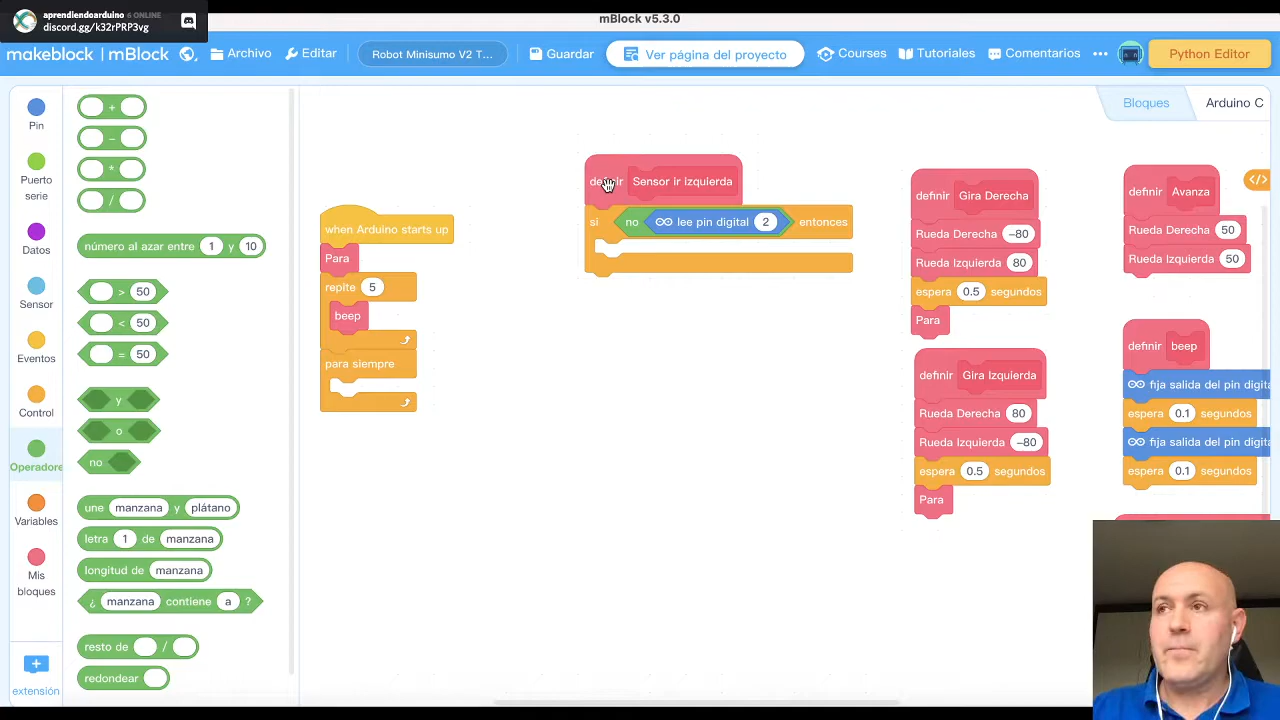 aprendiendoarduino 6 ONLINE
discord.gg/k32rPRP3vg
mBlock v5.3.0
makeblock | mBlock
Archivo
Editar
Robot Minisumo V2 T...
Guardar
Ver página del proyecto
Courses
Tutoriales
Comentarios
Python Editor
Pin
Puerto serie
Datos
Sensor
Eventos
Control
Operadore
Variables
Mis bloques
extensión
+
−
*
/
número al azar entre 1 y 10
> 50
< 50
= 50
y
o
no
une manzana y plátano
letra 1 de manzana
longitud de manzana
¿ manzana contiene a ?
resto de /
redondear
when Arduino starts up
Para
repite 5
beep
para siempre
definir Sensor ir Izquierda
si no lee pin digital 2 entonces
definir Gira Derecha
Rueda Derecha −80
Rueda Izquierda 80
espera 0.5 segundos
Para
definir Gira Izquierda
Rueda Derecha 80
Rueda Izquierda −80
espera 0.5 segundos
Para
Bloques
Arduino C
</>
definir Avanza
Rueda Derecha 50
Rueda Izquierda 50
definir beep
fija salida del pin digita
espera 0.1 segundos
fija salida del pin digita
espera 0.1 segundos